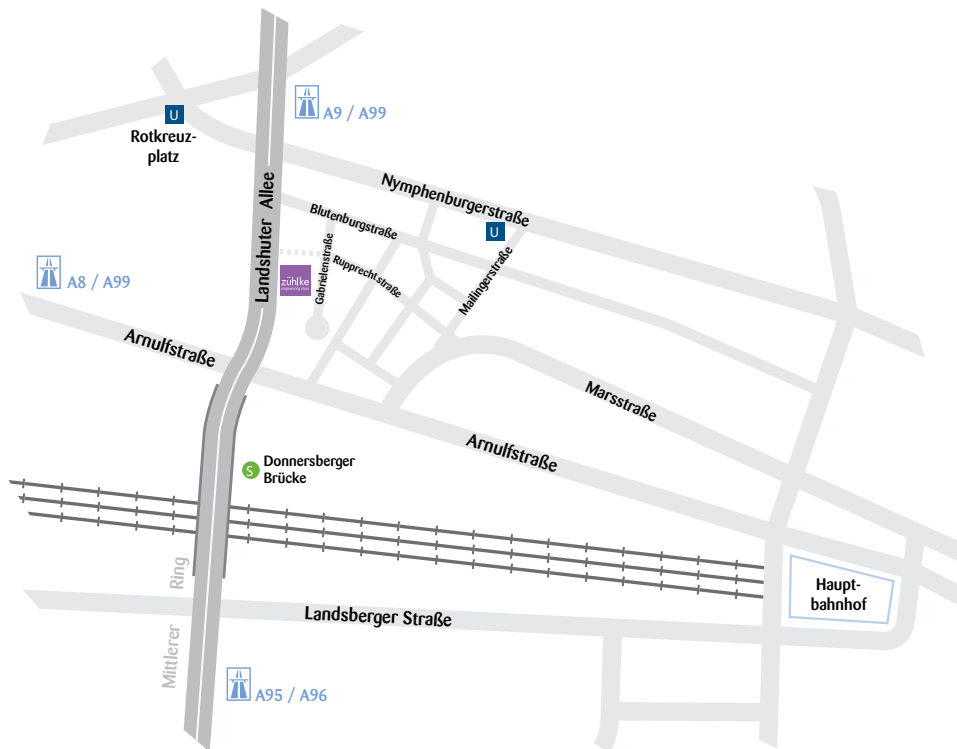 A9 / A99
U
Rotkreuz-
platz
Nymphenburgerstraße
U
Landshuter Allee
Blutenburgstraße
Gabrielenstraße
Rupprechtstraße
Mailingerstraße
A8 / A99
zühlke
Arnulfstraße
Marsstraße
Arnulfstraße
S
Donnersberger
Brücke
Mittlerer Ring
Haupt-
bahnhof
Landsberger Straße
A95 / A96